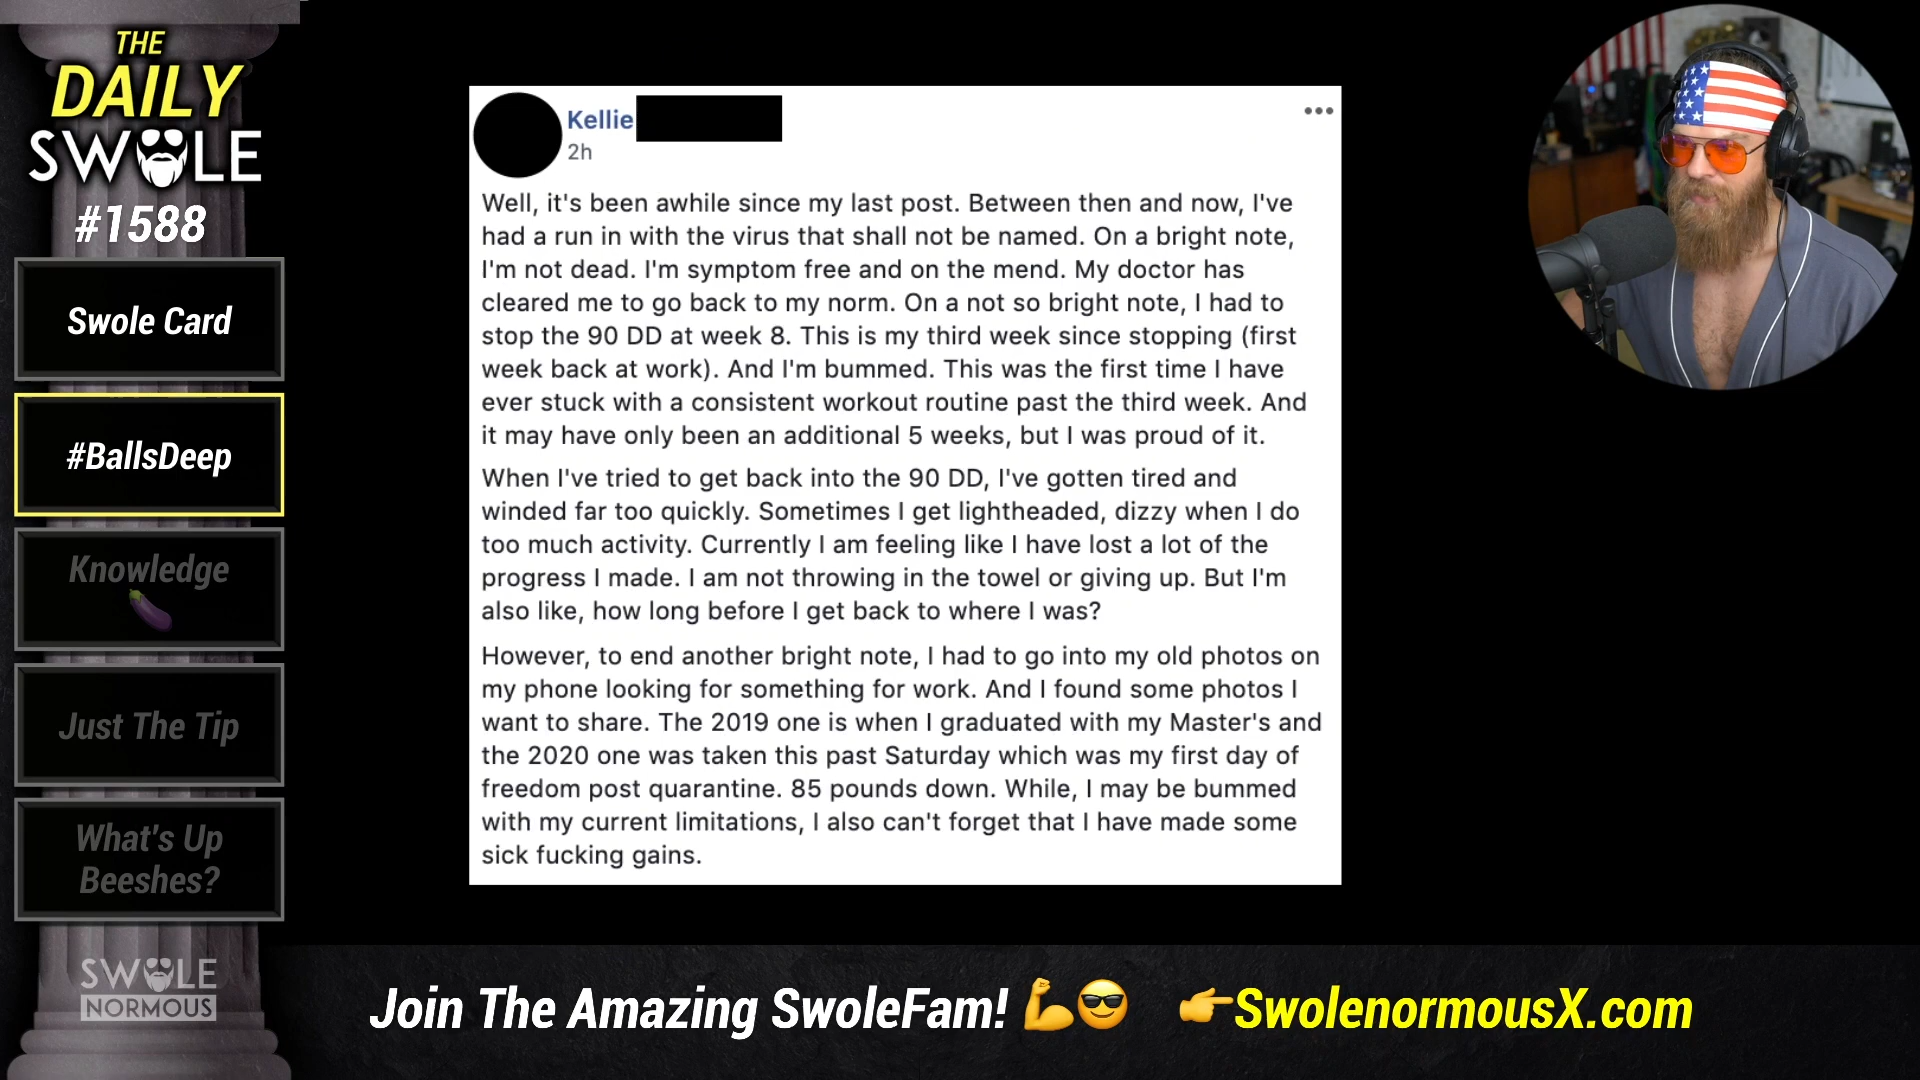 THE
DAILY
SWOLE
#1588
Swole Card
#BallsDeep
Knowledge
Just The Tip
What's Up
Beeshes?
SWOLE
NORMOUS
Kellie
2h
Well, it's been awhile since my last post. Between then and now, I've
had a run in with the virus that shall not be named. On a bright note,
I'm not dead. I'm symptom free and on the mend. My doctor has
cleared me to go back to my norm. On a not so bright note, I had to
stop the 90 DD at week 8. This is my third week since stopping (first
week back at work). And I'm bummed. This was the first time I have
ever stuck with a consistent workout routine past the third week. And
it may have only been an additional 5 weeks, but I was proud of it.
When I've tried to get back into the 90 DD, I've gotten tired and
winded far too quickly. Sometimes I get lightheaded, dizzy when I do
too much activity. Currently I am feeling like I have lost a lot of the
progress I made. I am not throwing in the towel or giving up. But I'm
also like, how long before I get back to where I was?
However, to end another bright note, I had to go into my old photos on
my phone looking for something for work. And I found some photos I
want to share. The 2019 one is when I graduated with my Master's and
the 2020 one was taken this past Saturday which was my first day of
freedom post quarantine. 85 pounds down. While, I may be bummed
with my current limitations, I also can't forget that I have made some
sick fucking gains.
Join The Amazing SwoleFam! 💪😎 👉SwolenormousX.com